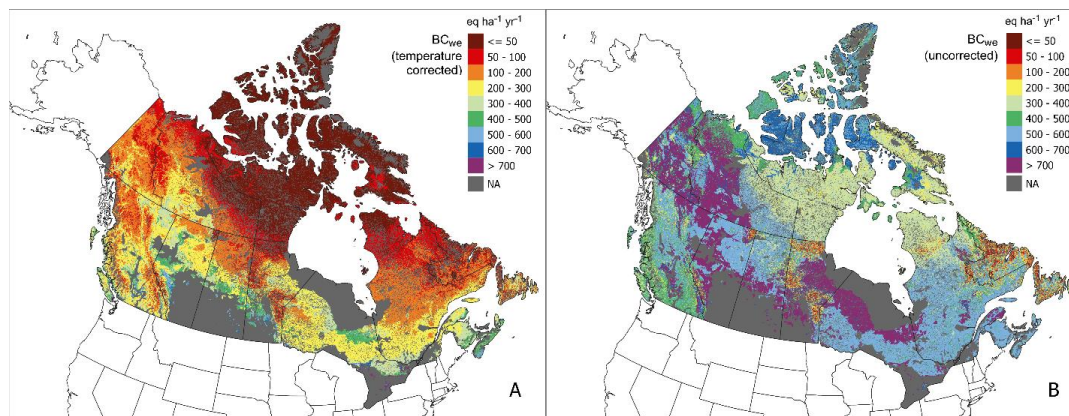 eq ha⁻¹ yr⁻¹
BCwe
(temperature
corrected)
<= 50
50 - 100
100 - 200
200 - 300
300 - 400
400 - 500
500 - 600
600 - 700
> 700
NA
A
eq ha⁻¹ yr⁻¹
BCwe
(uncorrected)
<= 50
50 - 100
100 - 200
200 - 300
300 - 400
400 - 500
500 - 600
600 - 700
> 700
NA
B